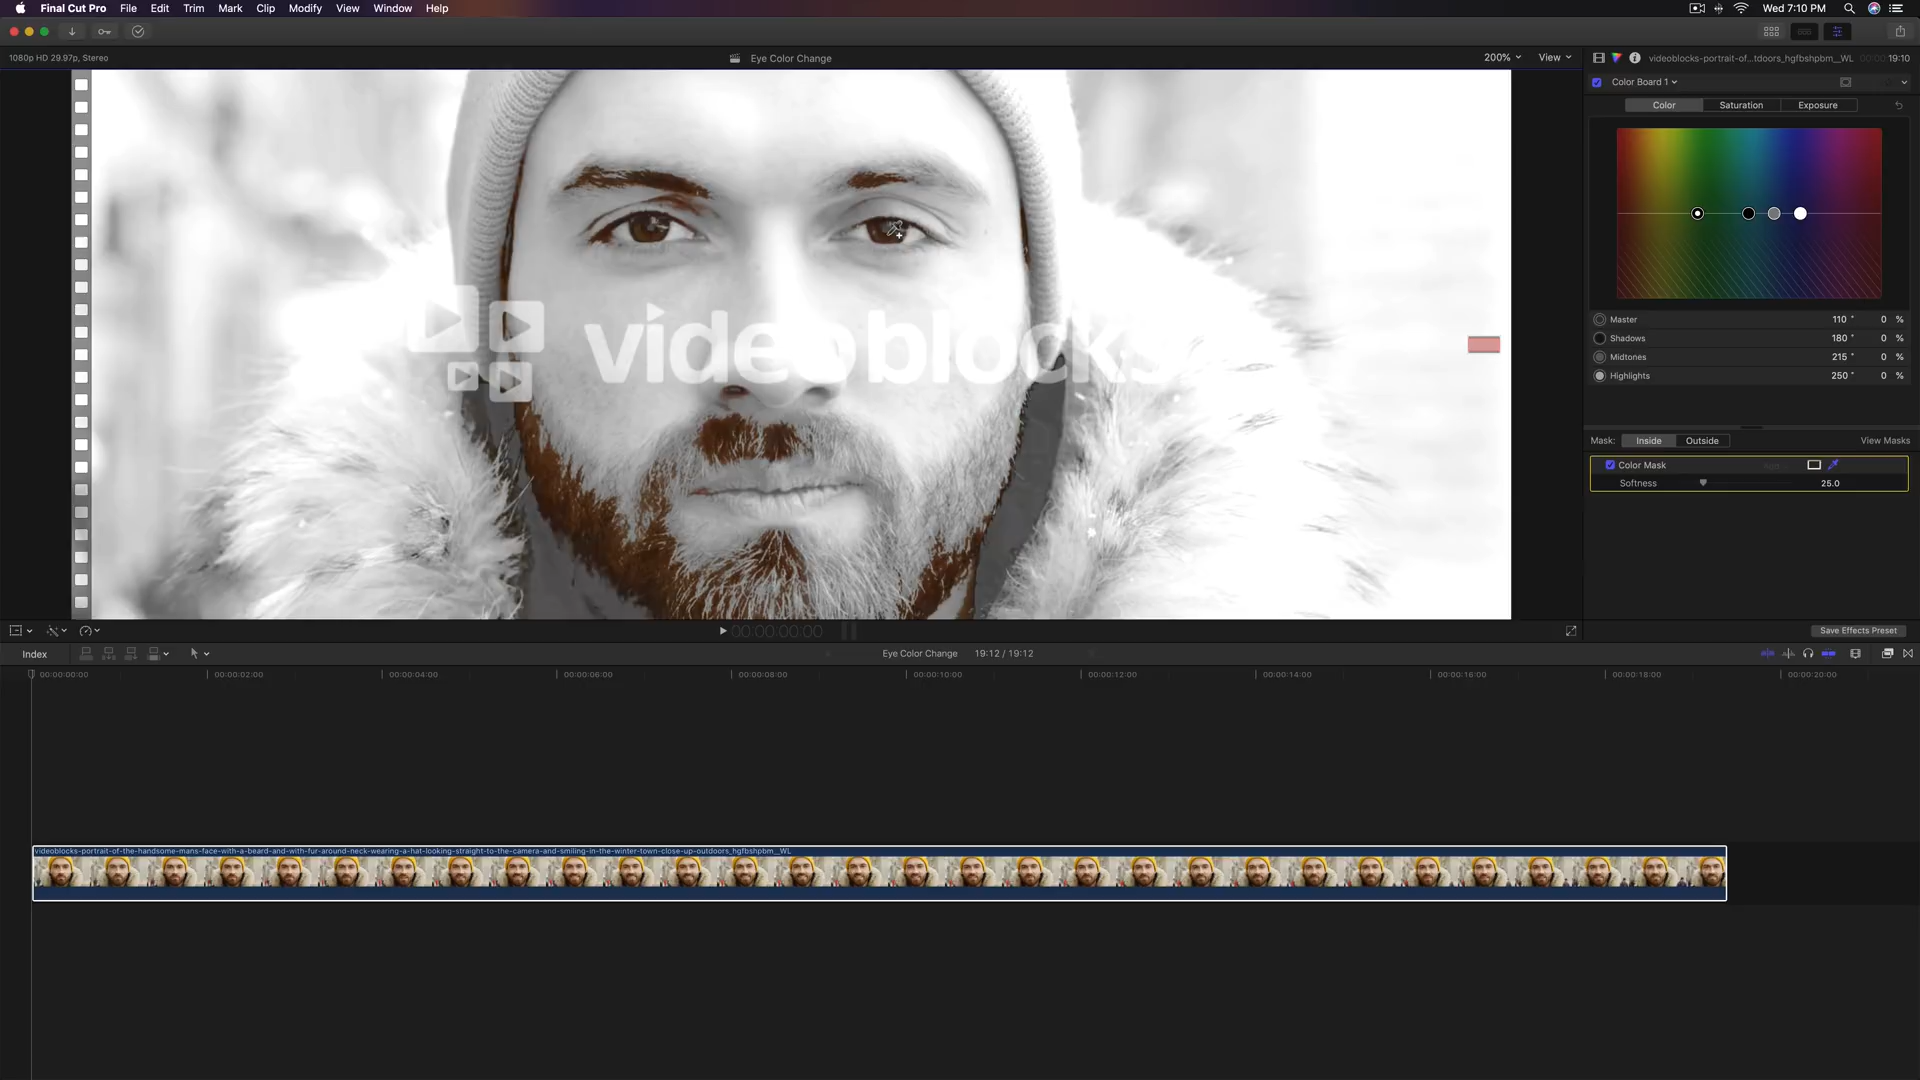 Final Cut Pro File Edit Trim Mark Clip Modify View Window Help
Wed 7:10 PM
1080p HD 29.97p, Stereo
Eye Color Change
200% View
videoblocks-portrait-of...tdoors_hgfbshpbm__WL
19:10
Color Board 1
Color Saturation Exposure
Master 110 ° 0 %
Shadows 180 ° 0 %
Midtones 215 ° 0 %
Highlights 250 ° 0 %
Mask: Inside Outside View Masks
Color Mask
Softness 25.0
videoblocks
00:00:00:00
Save Effects Preset
Index
Eye Color Change 19:12 / 19:12
00:00:00:00 00:00:02:00 00:00:04:00 00:00:06:00 00:00:08:00 00:00:10:00 00:00:12:00 00:00:14:00 00:00:16:00 00:00:18:00 00:00:20:00
videoblocks-portrait-of-the-handsome-mans-face-with-a-beard-and-with-fur-around-neck-wearing-a-hat-looking-straight-to-the-camera-and-smiling-in-the-winter-town-close-up-outdoors_hgfbshpbm__WL